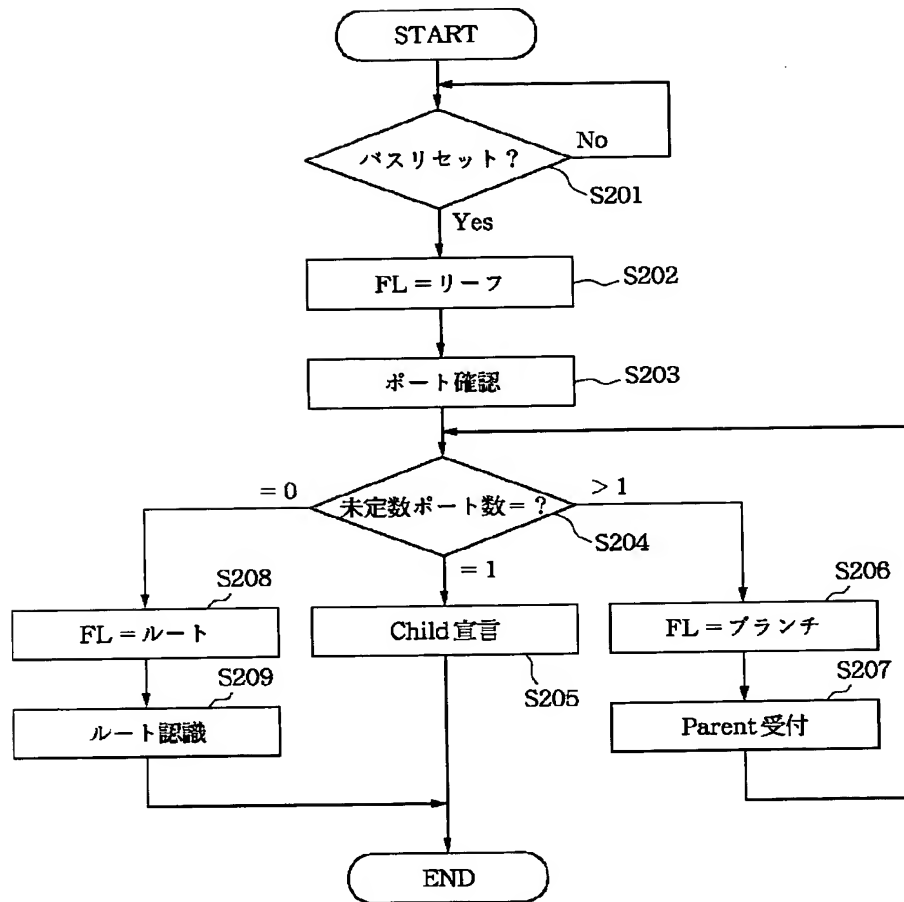 START
バスリセット?
No
S201
Yes
FL=リーフ
S202
ポート確認
S203
=0
未定数ポート数=?
>1
S204
=1
S208
FL=ルート
Child宣言
S205
S206
FL=ブランチ
S209
ルート認識
S207
Parent受付
END